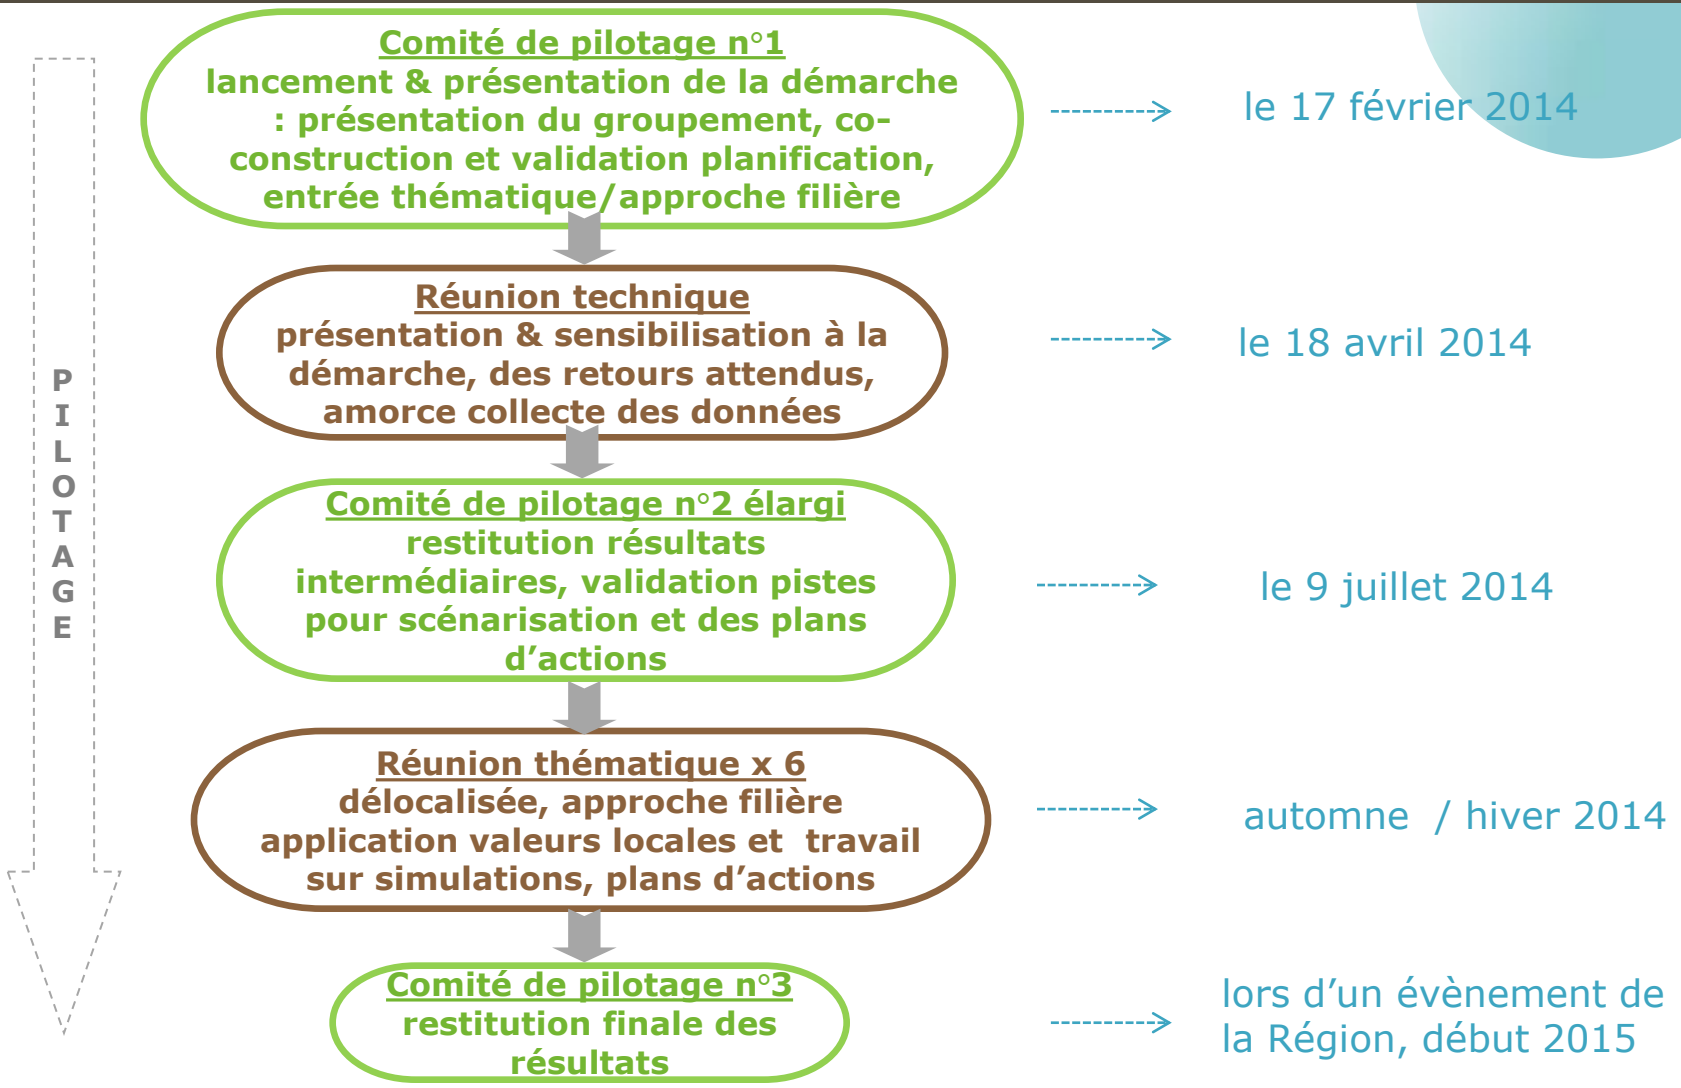 Comité de pilotage n°1
lancement & présentation de la démarche
: présentation du groupement, co-
construction et validation planification,
entrée thématique/approche filière
le 17 février 2014
Réunion technique
présentation & sensibilisation à la
démarche, des retours attendus,
amorce collecte des données
le 18 avril 2014
P
I
L
O
T
A
G
E
Comité de pilotage n°2 élargi
restitution résultats
intermédiaires, validation pistes
pour scénarisation et des plans
d’actions
le 9 juillet 2014
Réunion thématique x 6
délocalisée, approche filière
application valeurs locales et  travail
sur simulations, plans d’actions
automne  / hiver 2014
Comité de pilotage n°3
restitution finale des
résultats
lors d’un évènement de
la Région, début 2015